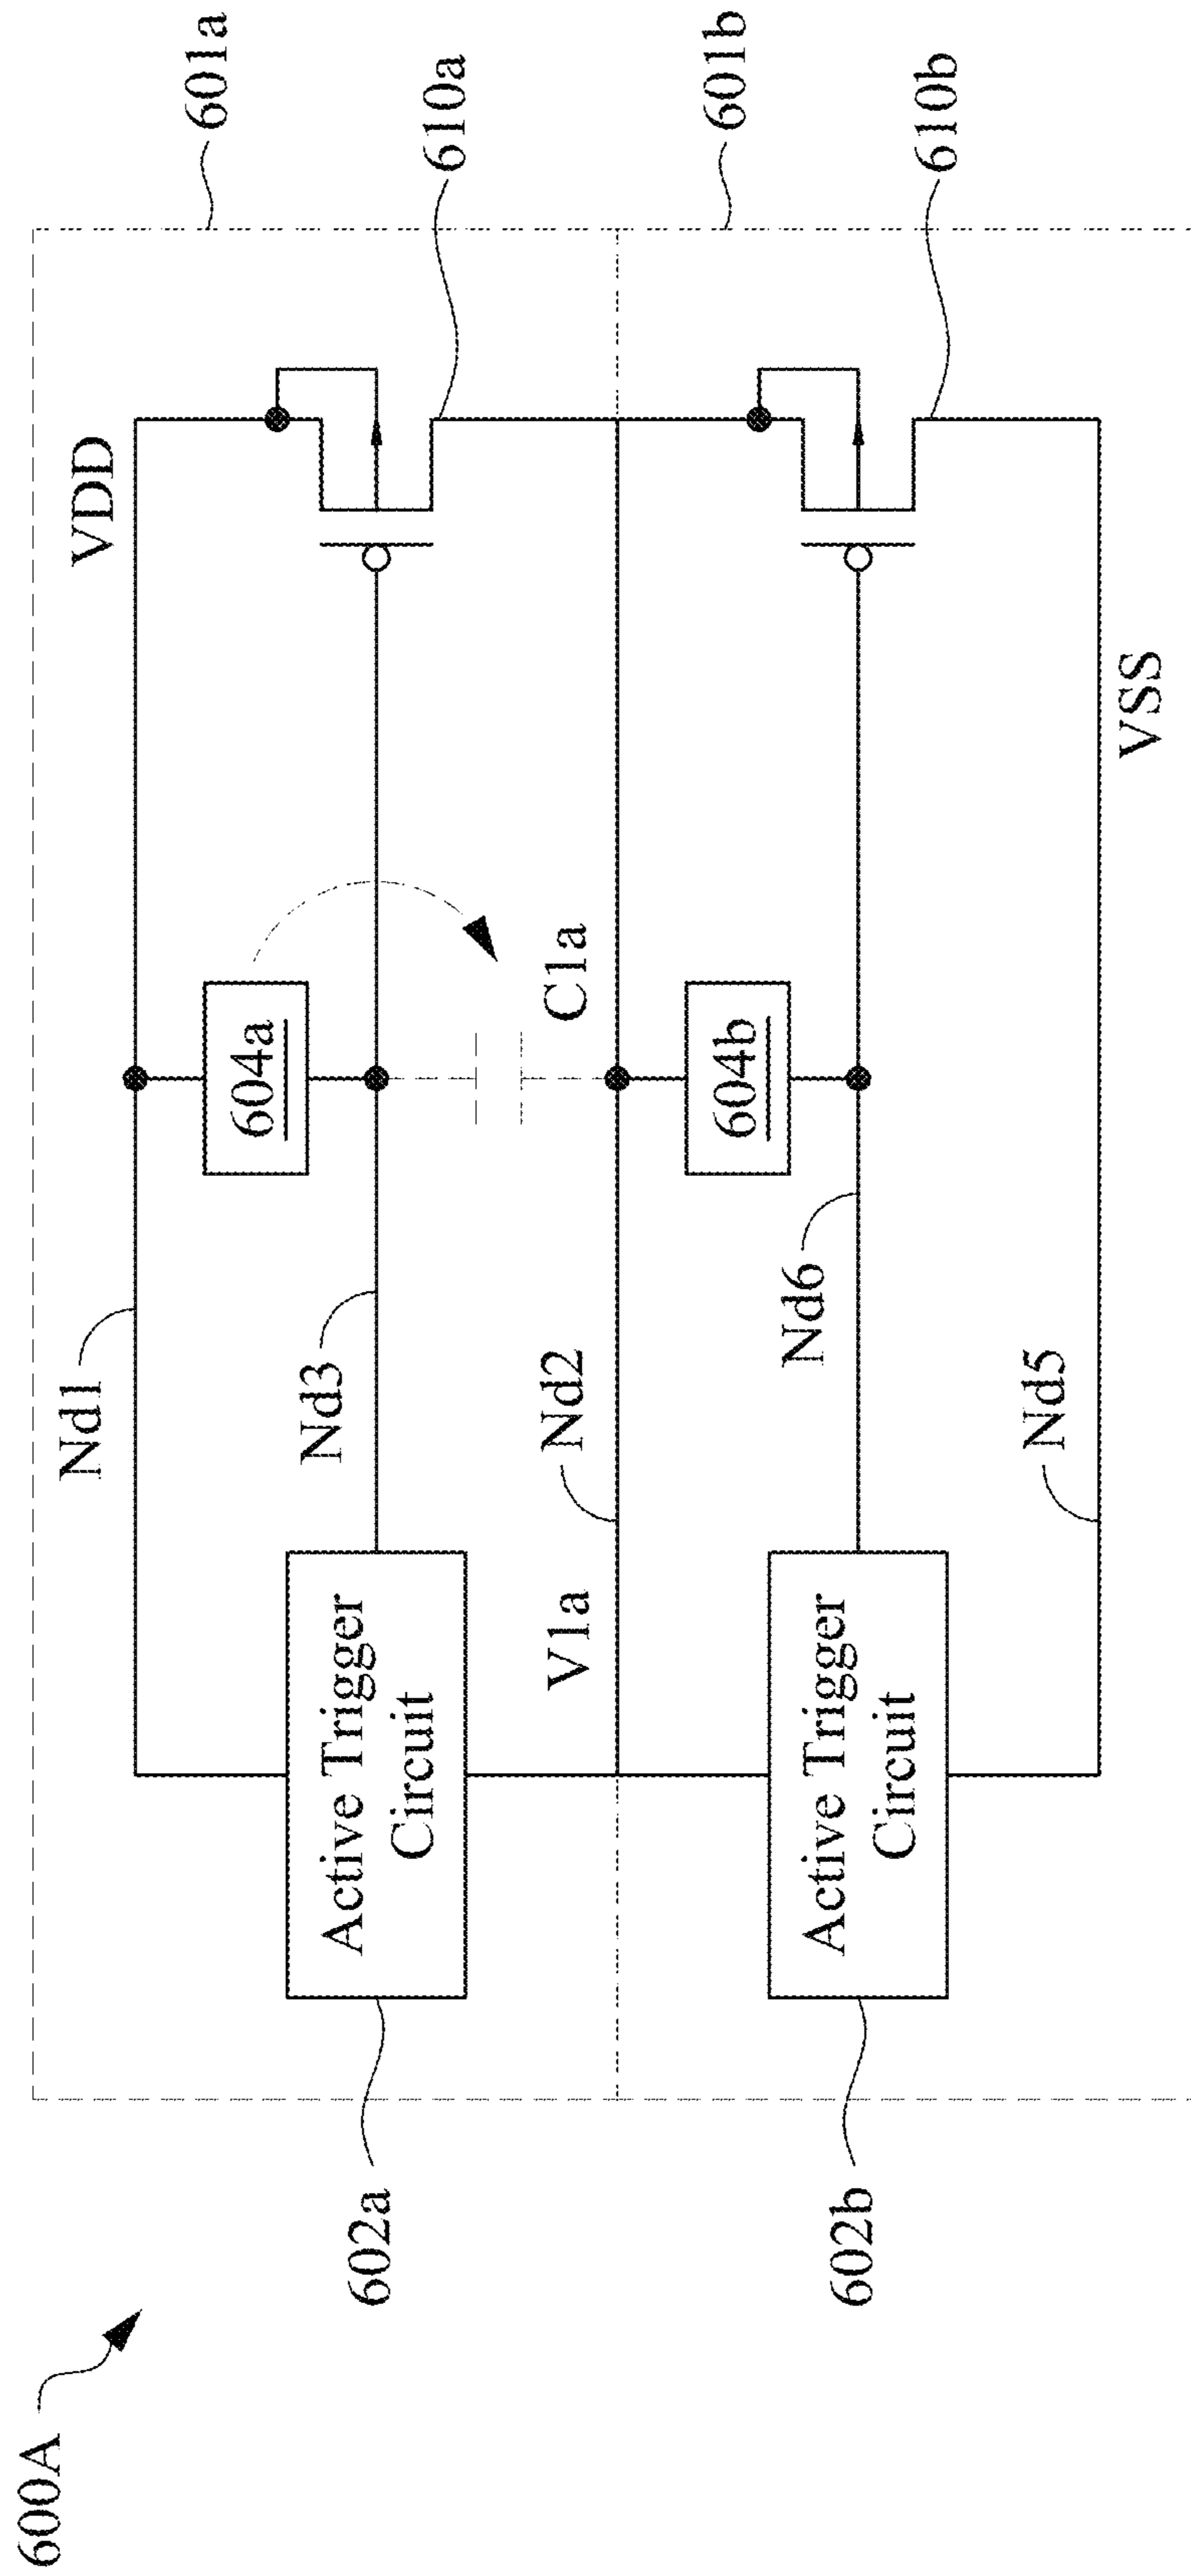 600A
601a
VDD
Nd1
604a
610a
Nd3
602a
Active Trigger
Circuit
C1a
V1a
Nd2
601b
604b
Nd6
610b
602b
Active Trigger
Circuit
Nd5
VSS